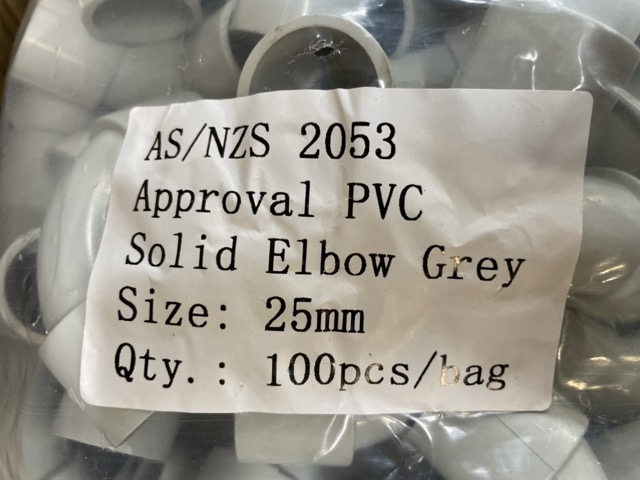 AS/NZS 2053
Approval PVC
Solid Elbow Grey
Size: 25mm
Qty.: 100pcs/bag